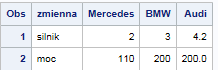 Obs zmienna Mercedes BMW Audi
1 silnik 2 3 4.2
2 moc 110 200 200.0